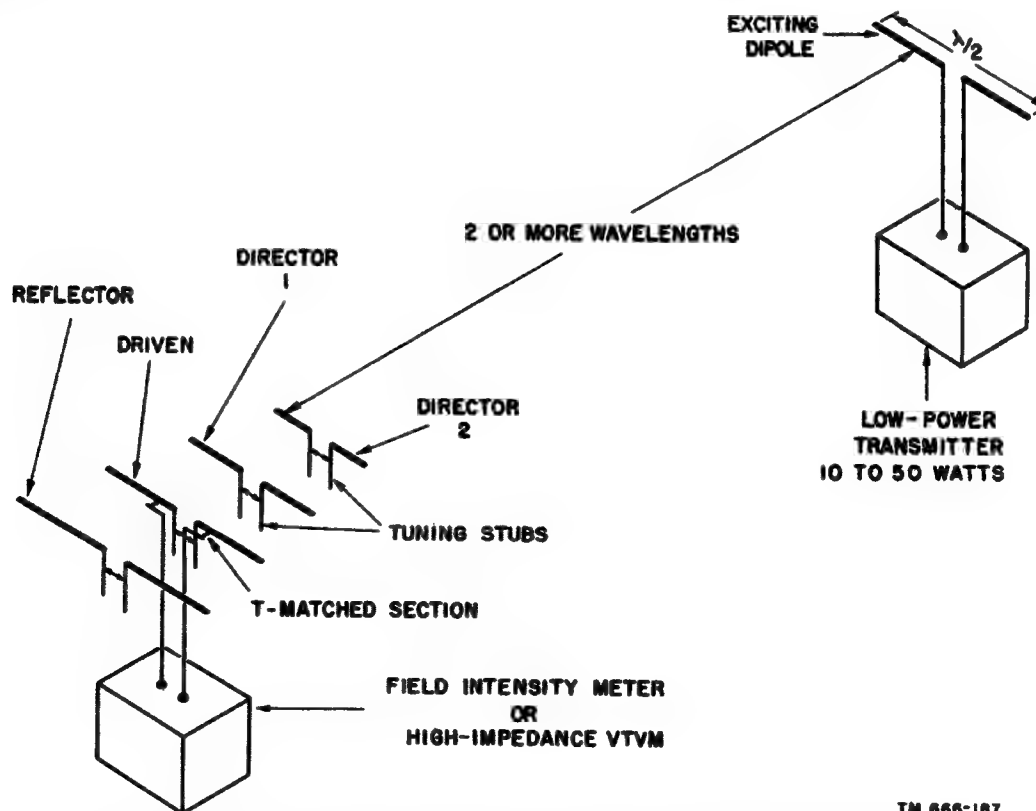 EXCITING
DIPOLE
λ/2
2 OR MORE WAVELENGTHS
DIRECTOR
1
REFLECTOR
DRIVEN
DIRECTOR
2
LOW-POWER
TRANSMITTER
10 TO 50 WATTS
TUNING STUBS
T-MATCHED SECTION
FIELD INTENSITY METER
OR
HIGH-IMPEDANCE VTVM
TM 666-187